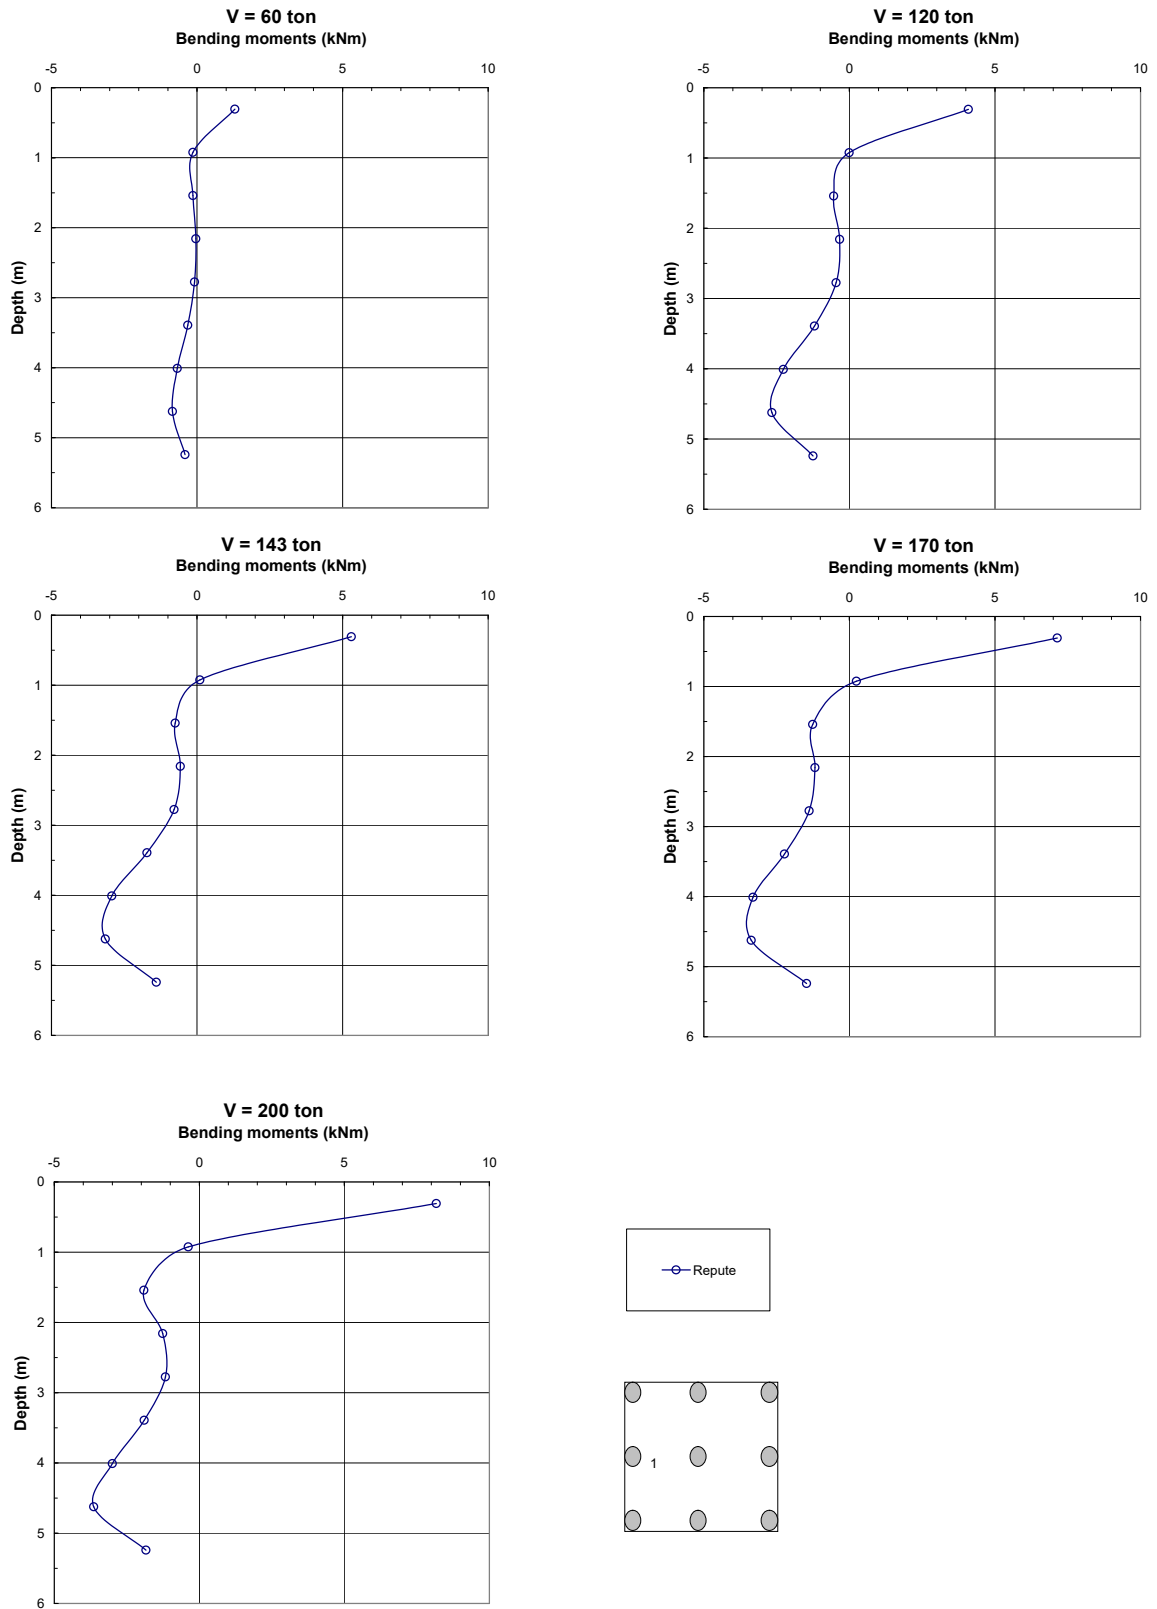 V = 60 ton
Bending moments (kNm)
-5 0 5 10
0
1
2
3
4
5
6
Depth (m)
V = 120 ton
Bending moments (kNm)
-5 0 5 10
0
1
2
3
4
5
6
Depth (m)
V = 143 ton
Bending moments (kNm)
-5 0 5 10
0
1
2
3
4
5
6
Depth (m)
V = 170 ton
Bending moments (kNm)
-5 0 5 10
0
1
2
3
4
5
6
Depth (m)
V = 200 ton
Bending moments (kNm)
-5 0 5 10
0
1
2
3
4
5
6
Depth (m)
Repute
1